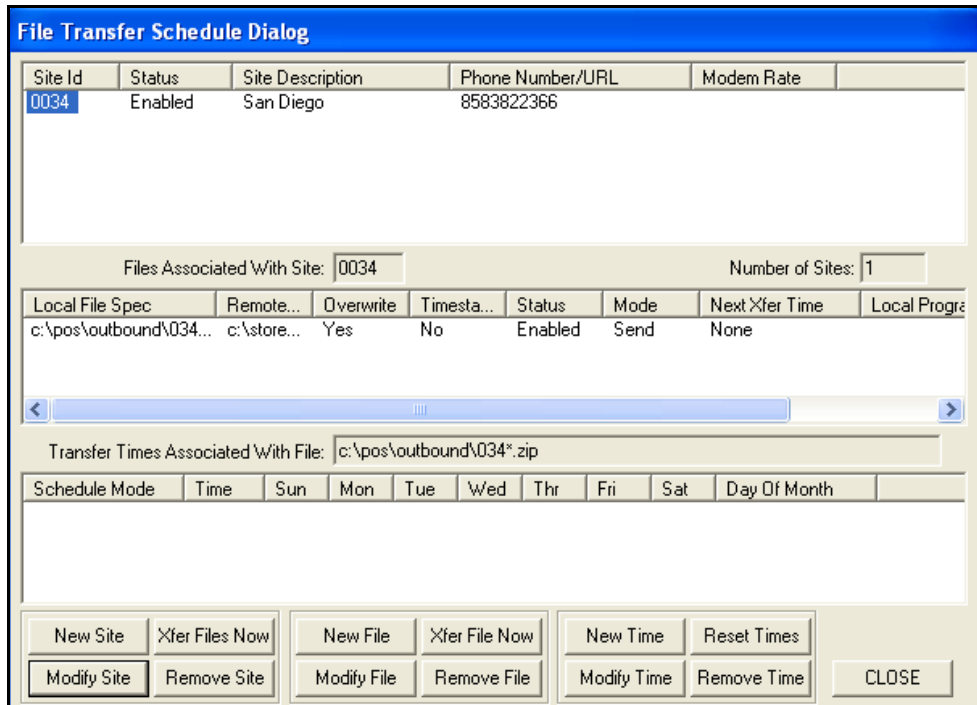 File Transfer Schedule Dialog
Site Id Status Site Description Phone Number/URL Modem Rate
0034 Enabled San Diego 8583822366
Files Associated With Site: 0034 Number of Sites: 1
Local File Spec Remote... Overwrite Timesta... Status Mode Next Xfer Time Local Progra
c:\pos\outbound\034... c:\store... Yes No Enabled Send None
Transfer Times Associated With File: c:\pos\outbound\034*.zip
Schedule Mode Time Sun Mon Tue Wed Thr Fri Sat Day Of Month
New Site Xfer Files Now New File Xfer File Now New Time Reset Times
Modify Site Remove Site Modify File Remove File Modify Time Remove Time CLOSE